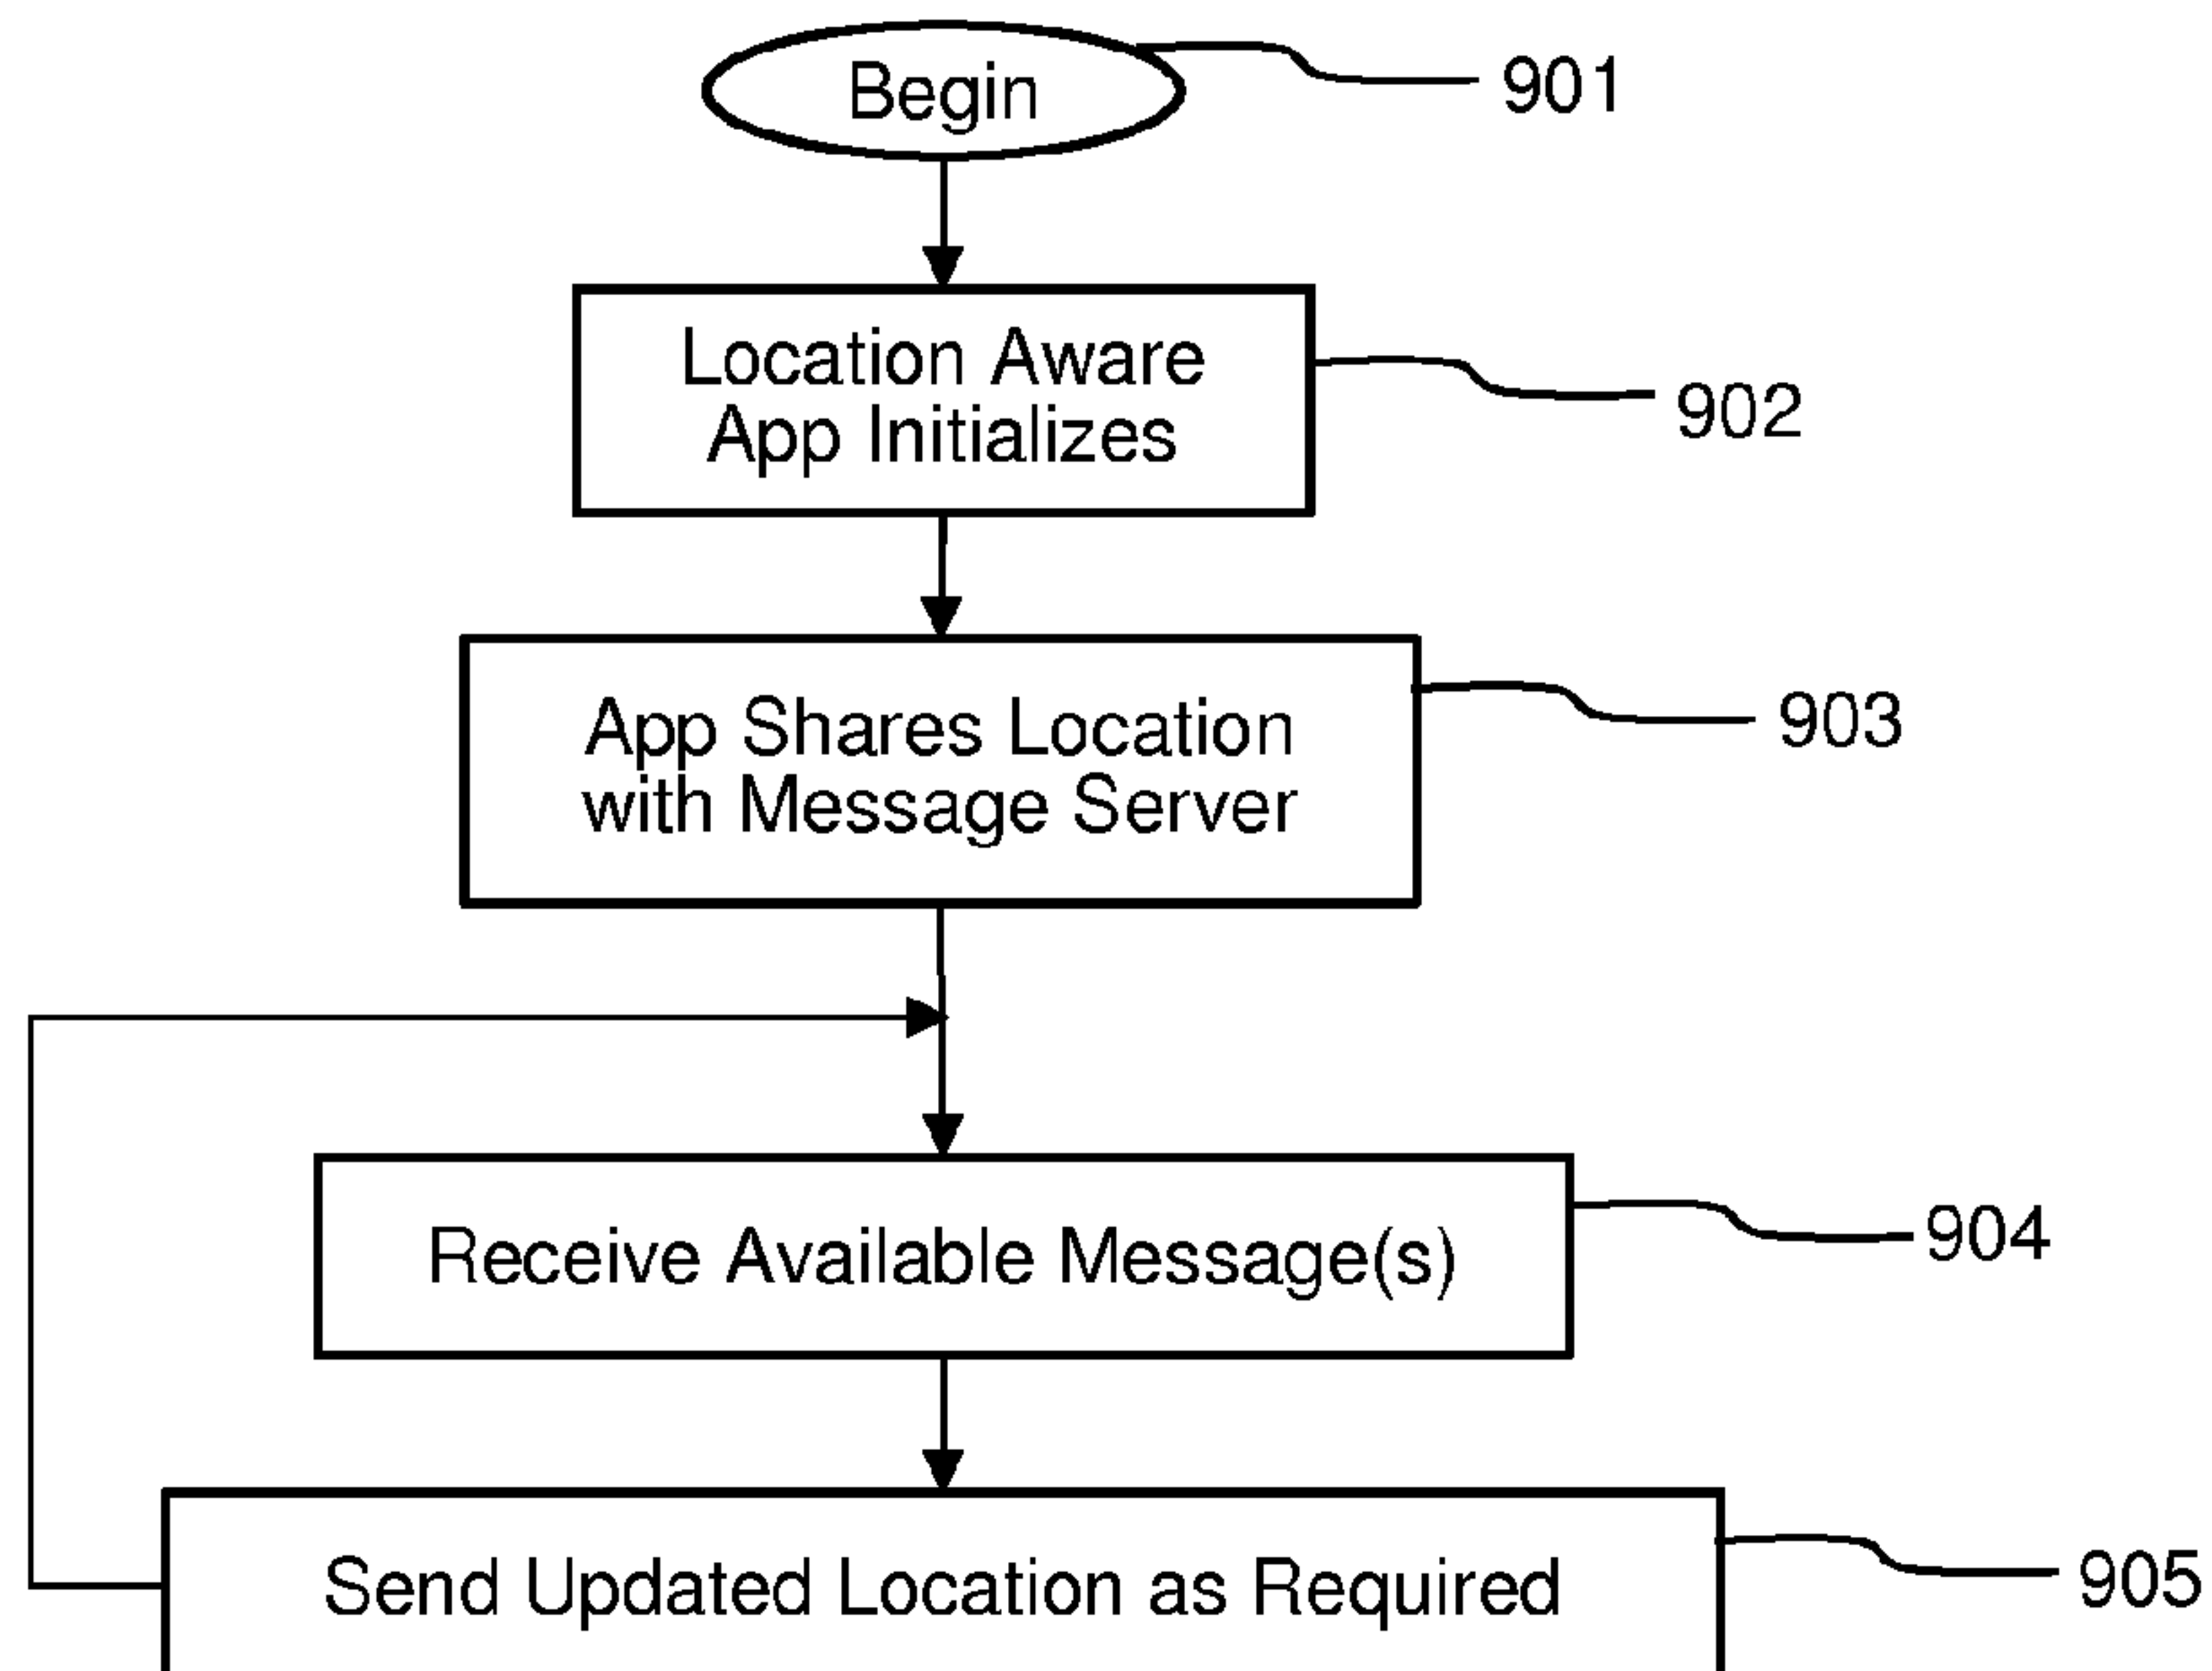 Begin
901
Location Aware
App Initializes
902
App Shares Location
with Message Server
903
Receive Available Message(s)
904
Send Updated Location as Required
905